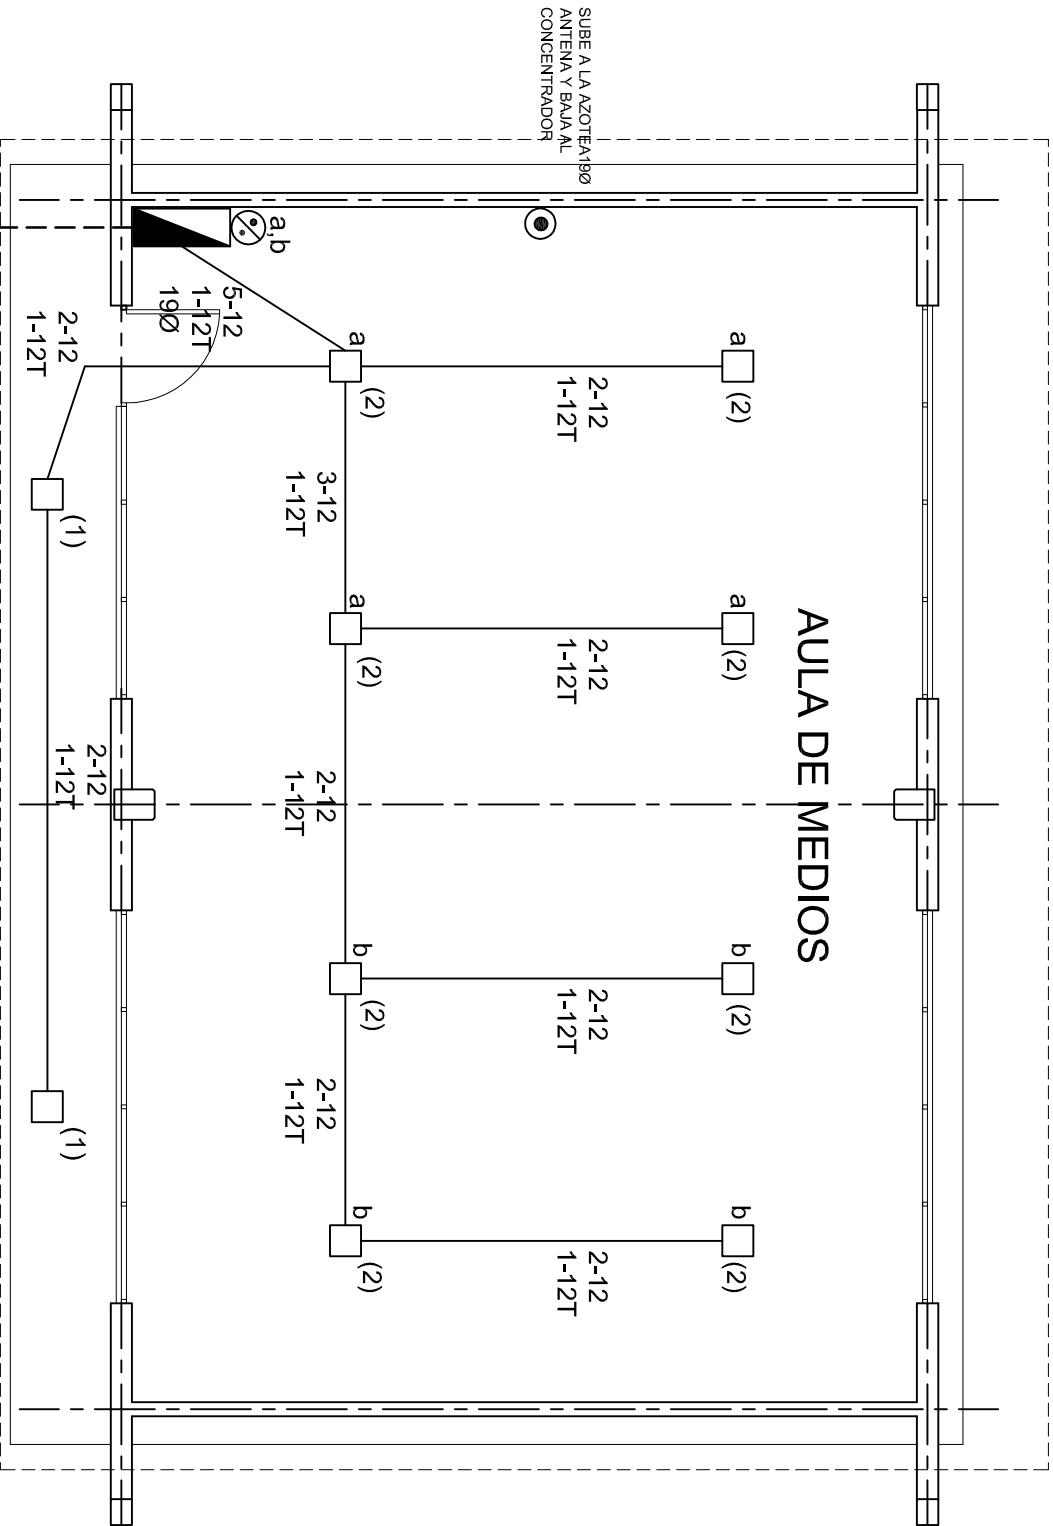 SUBE A LA AZOTEA19Ø
ANTENA Y BAJA AL
CONCENTRADOR
AULA DE MEDIOS
a
(2)
a
(2)
b
(2)
b
(2)
2-12
1-12T
2-12
1-12T
2-12
1-12T
2-12
1-12T
a,b
a
(2)
a
(2)
b
(2)
b
(2)
5-12
1-12T
19Ø
3-12
1-12T
2-12
1-12T
2-12
1-12T
2-12
1-12T
(1)
2-12
1-12T
(1)